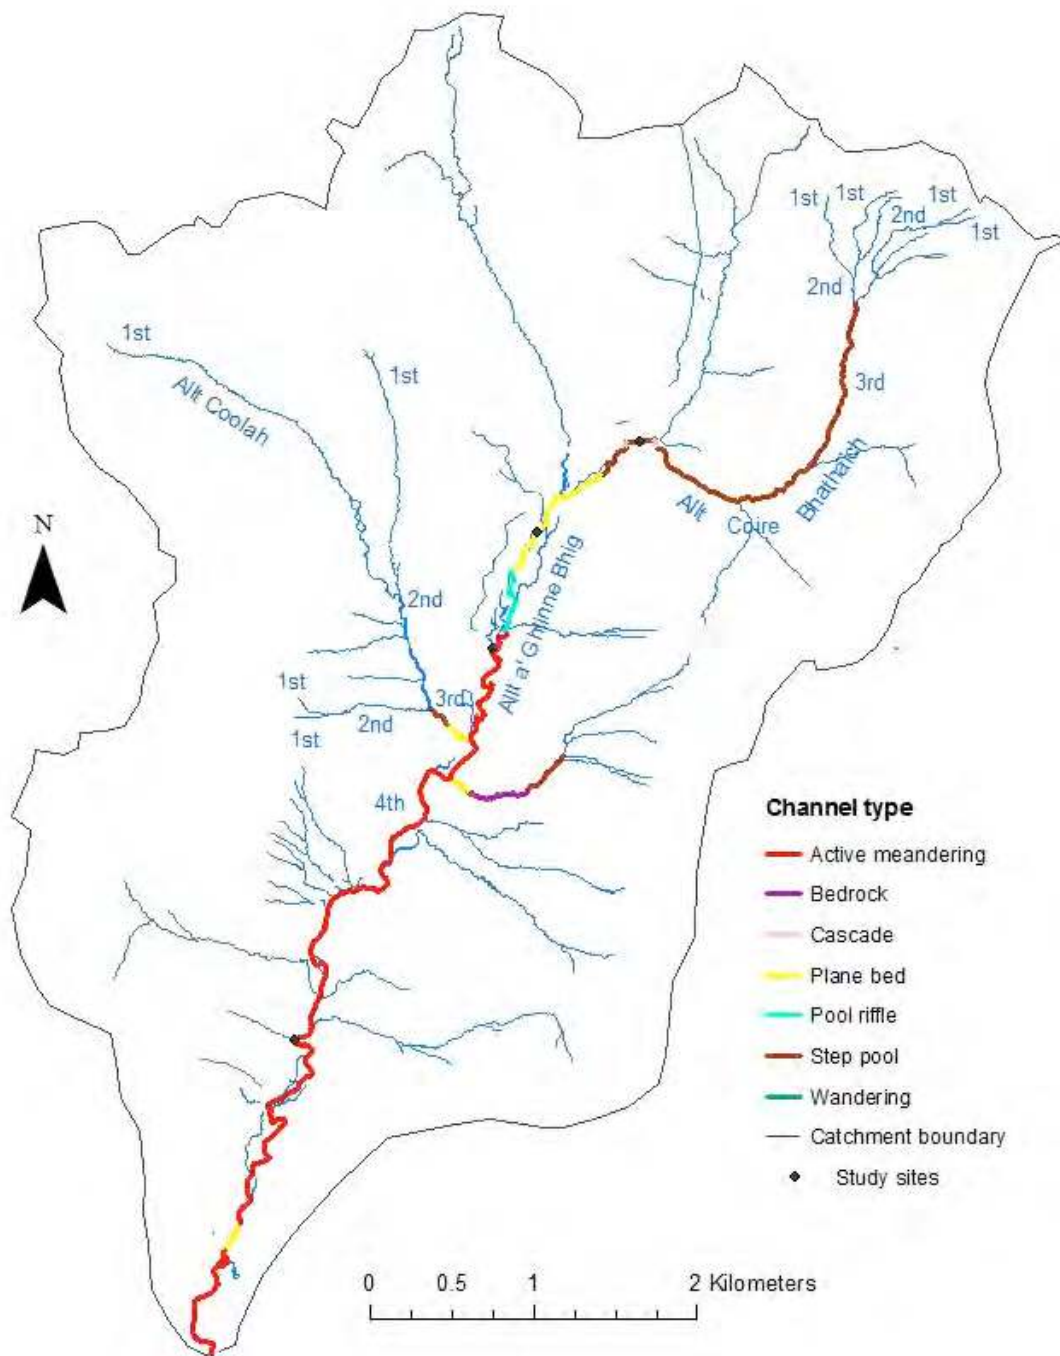 1st
1st
1st
2nd
1st
2nd
1st
1st
Allt Coolah
3rd
Allt Coire Bhathaich
N
Allt a' Ghlinne Bhig
2nd
1st
3rd
2nd
1st
4th
Channel type
Active meandering
Bedrock
Cascade
Plane bed
Pool riffle
Step pool
Wandering
Catchment boundary
Study sites
0 0.5 1 2 Kilometers